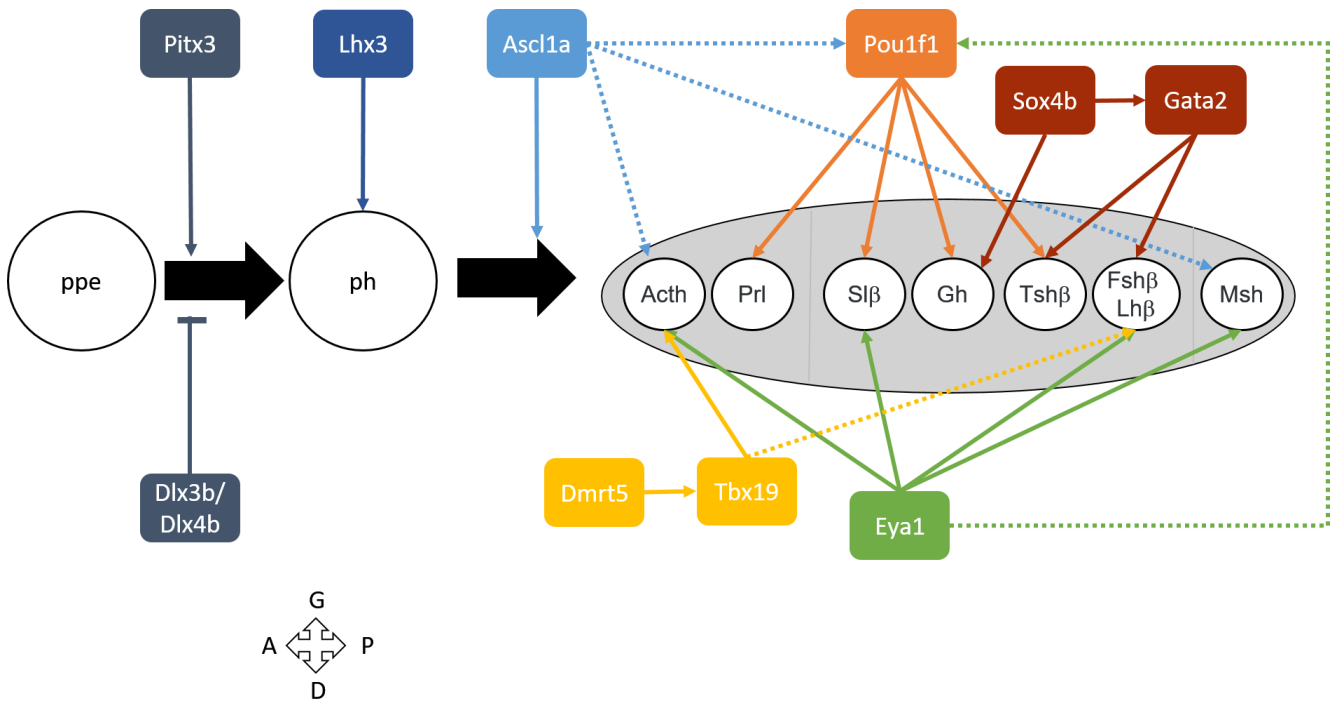 Pitx3
Lhx3
Ascl1a
Pou1f1
Sox4b
Gata2
ppe
ph
Acth
Prl
Slβ
Gh
Tshβ
Fshβ
Lhβ
Msh
Dlx3b/
Dlx4b
Dmrt5
Tbx19
Eya1
G
A
P
D